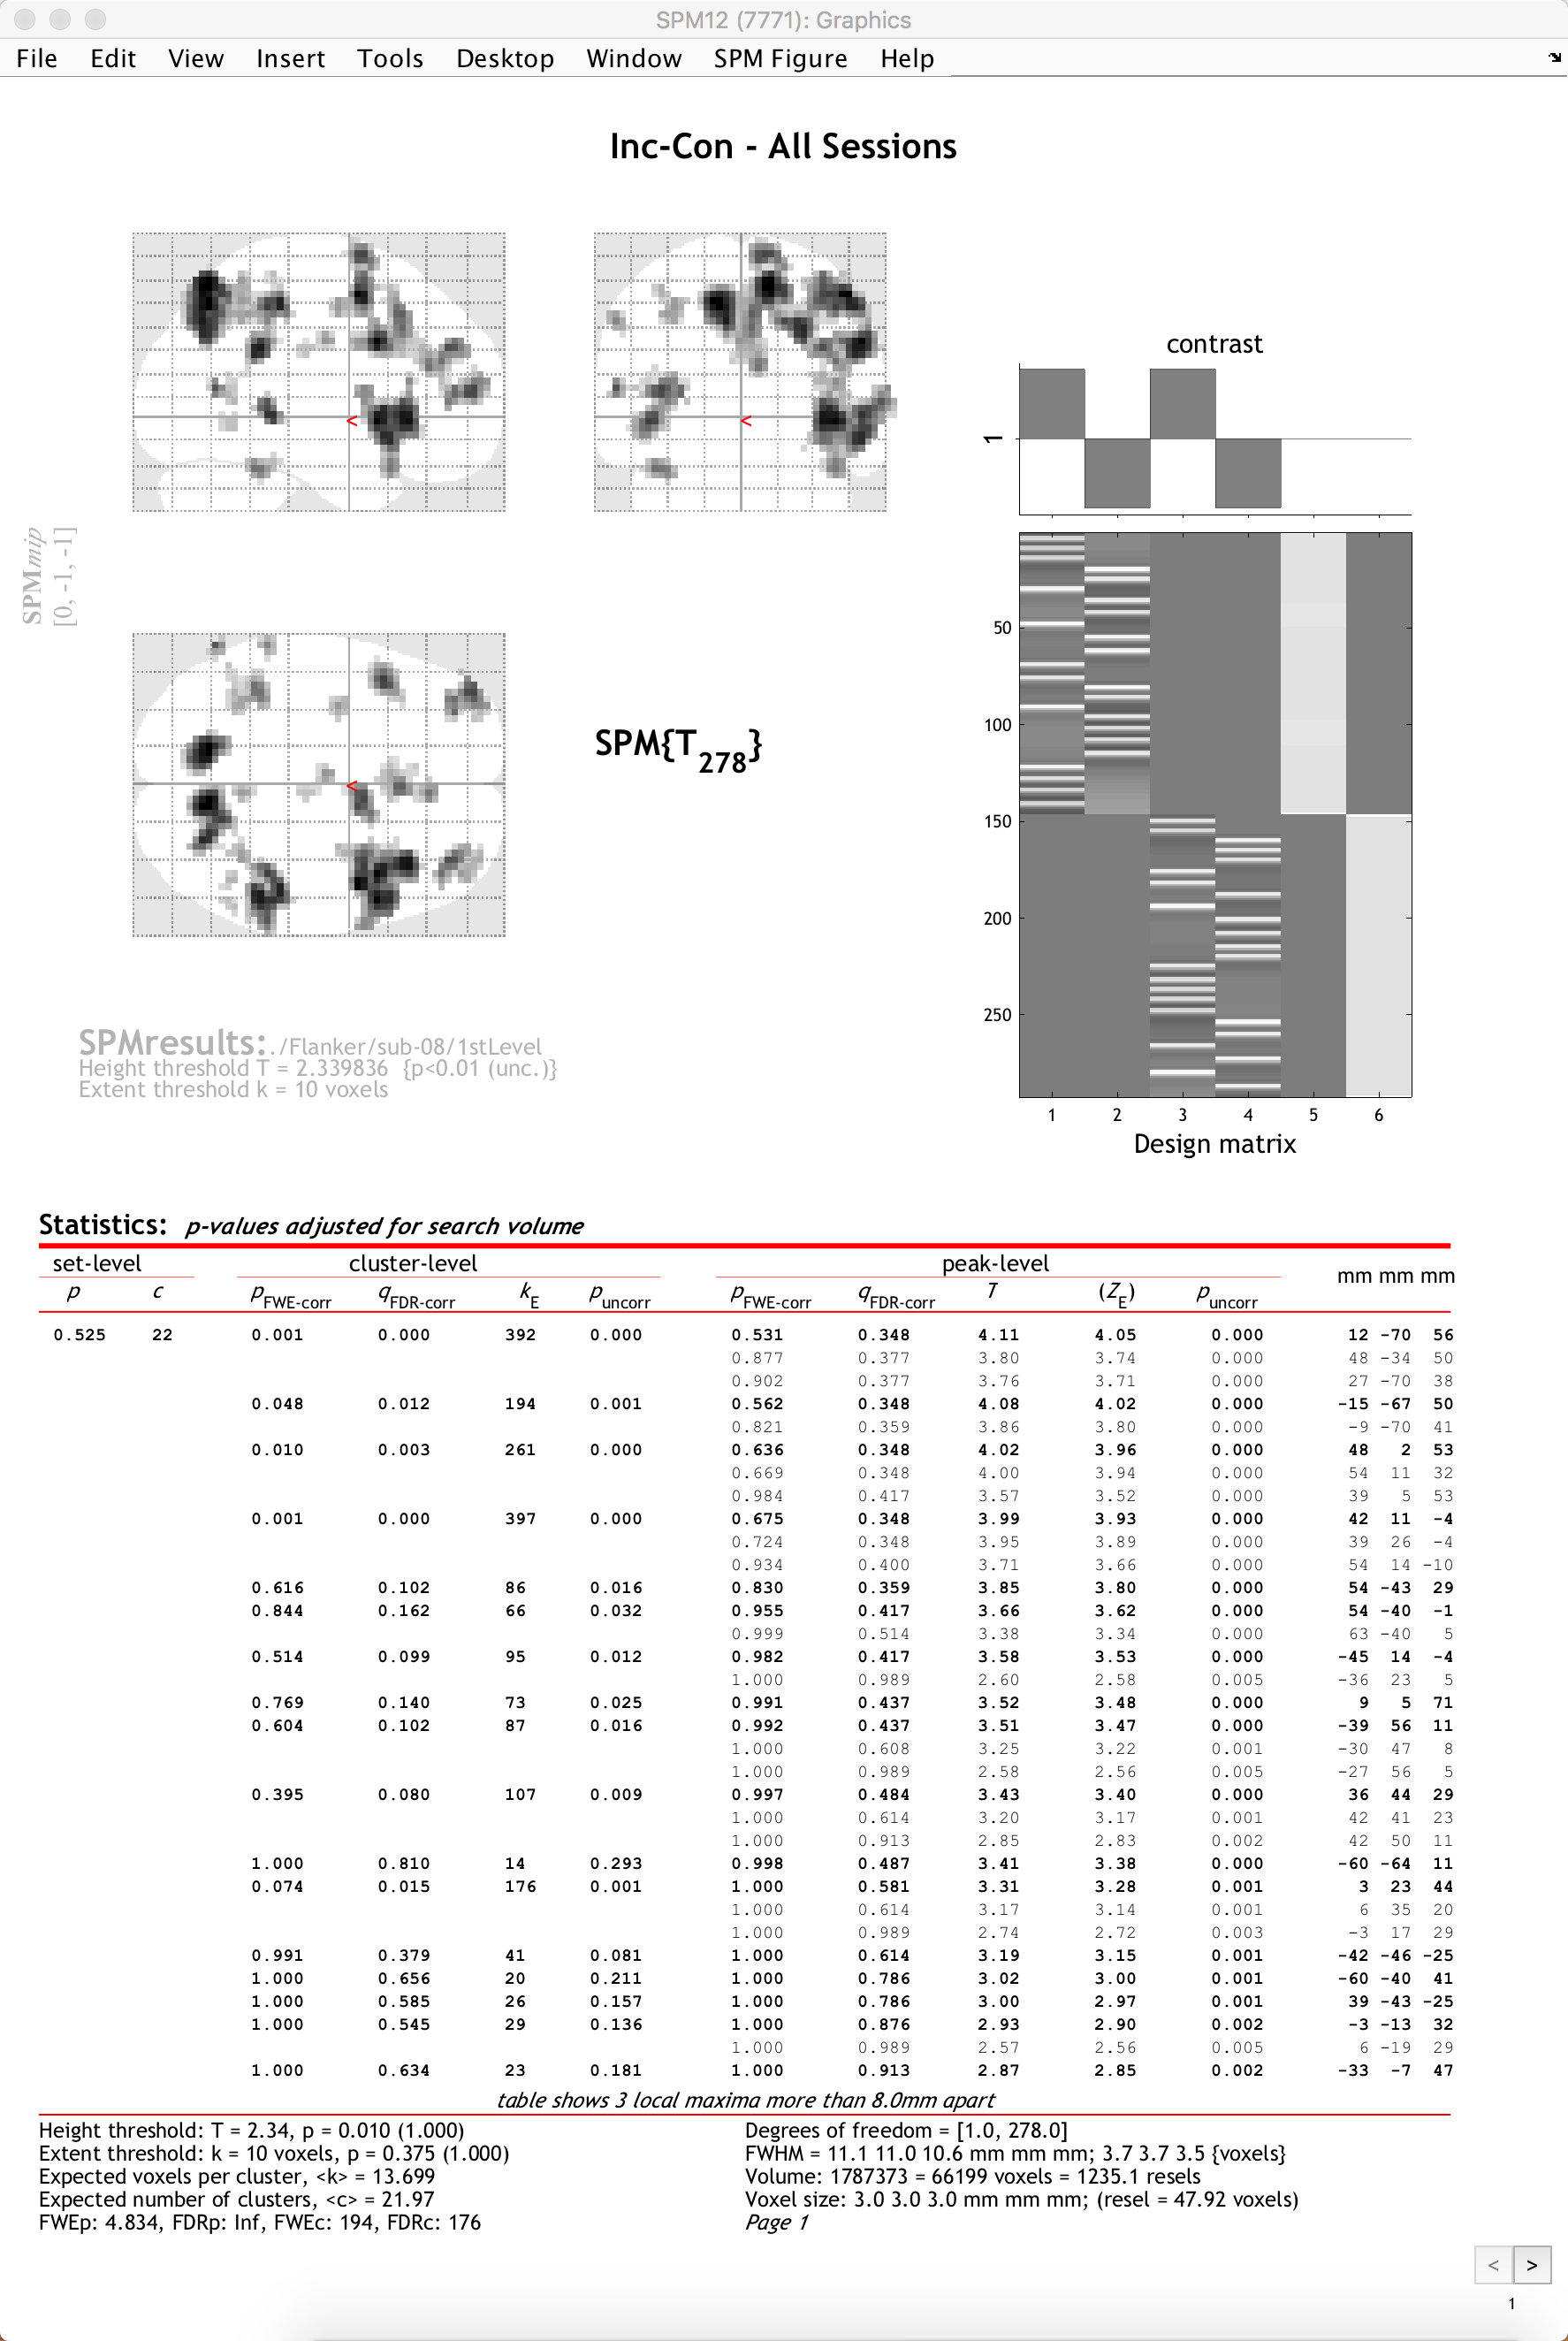 SPM12 (7771): Graphics
File Edit View Insert Tools Desktop Window SPM Figure Help
Inc-Con - All Sessions
<
<
contrast
1
SPMmip
[0, -1, -1]
<
SPM{T278}
50
100
150
200
250
1 2 3 4 5 6
Design matrix
SPMresults: ./Flanker/sub-08/1stLevel
Height threshold T = 2.339836 {p<0.01 (unc.)}
Extent threshold k = 10 voxels
Statistics: p-values adjusted for search volume
set-level cluster-level peak-level mm mm mm
p c pFWE-corr qFDR-corr kE puncorr pFWE-corr qFDR-corr T (ZE) puncorr
0.525 22 0.001 0.000 392 0.000 0.531 0.348 4.11 4.05 0.000 12 -70 56
0.877 0.377 3.80 3.74 0.000 48 -34 50
0.902 0.377 3.76 3.71 0.000 27 -70 38
0.048 0.012 194 0.001 0.562 0.348 4.08 4.02 0.000 -15 -67 50
0.821 0.359 3.86 3.80 0.000 -9 -70 41
0.010 0.003 261 0.000 0.636 0.348 4.02 3.96 0.000 48 2 53
0.669 0.348 4.00 3.94 0.000 54 11 32
0.984 0.417 3.57 3.52 0.000 39 5 53
0.001 0.000 397 0.000 0.675 0.348 3.99 3.93 0.000 42 11 -4
0.724 0.348 3.95 3.89 0.000 39 26 -4
0.934 0.400 3.71 3.66 0.000 54 14 -10
0.616 0.102 86 0.016 0.830 0.359 3.85 3.80 0.000 54 -43 29
0.844 0.162 66 0.032 0.955 0.417 3.66 3.62 0.000 54 -40 -1
0.999 0.514 3.38 3.34 0.000 63 -40 5
0.514 0.099 95 0.012 0.982 0.417 3.58 3.53 0.000 -45 14 -4
1.000 0.989 2.60 2.58 0.005 -36 23 5
0.769 0.140 73 0.025 0.991 0.437 3.52 3.48 0.000 9 5 71
0.604 0.102 87 0.016 0.992 0.437 3.51 3.47 0.000 -39 56 11
1.000 0.608 3.25 3.22 0.001 -30 47 8
1.000 0.989 2.58 2.56 0.005 -27 56 5
0.395 0.080 107 0.009 0.997 0.484 3.43 3.40 0.000 36 44 29
1.000 0.614 3.20 3.17 0.001 42 41 23
1.000 0.913 2.85 2.83 0.002 42 50 11
1.000 0.810 14 0.293 0.998 0.487 3.41 3.38 0.000 -60 -64 11
0.074 0.015 176 0.001 1.000 0.581 3.31 3.28 0.001 3 23 44
1.000 0.614 3.17 3.14 0.001 6 35 20
1.000 0.989 2.74 2.72 0.003 -3 17 29
0.991 0.379 41 0.081 1.000 0.614 3.19 3.15 0.001 -42 -46 -25
1.000 0.656 20 0.211 1.000 0.786 3.02 3.00 0.001 -60 -40 41
1.000 0.585 26 0.157 1.000 0.786 3.00 2.97 0.001 39 -43 -25
1.000 0.545 29 0.136 1.000 0.876 2.93 2.90 0.002 -3 -13 32
1.000 0.989 2.57 2.56 0.005 6 -19 29
1.000 0.634 23 0.181 1.000 0.913 2.87 2.85 0.002 -33 -7 47
table shows 3 local maxima more than 8.0mm apart
Height threshold: T = 2.34, p = 0.010 (1.000)
Extent threshold: k = 10 voxels, p = 0.375 (1.000)
Expected voxels per cluster, <k> = 13.699
Expected number of clusters, <c> = 21.97
FWEp: 4.834, FDRp: Inf, FWEc: 194, FDRc: 176
Degrees of freedom = [1.0, 278.0]
FWHM = 11.1 11.0 10.6 mm mm mm; 3.7 3.7 3.5 {voxels}
Volume: 1787373 = 66199 voxels = 1235.1 resels
Voxel size: 3.0 3.0 3.0 mm mm mm; (resel = 47.92 voxels)
Page 1
< >
1